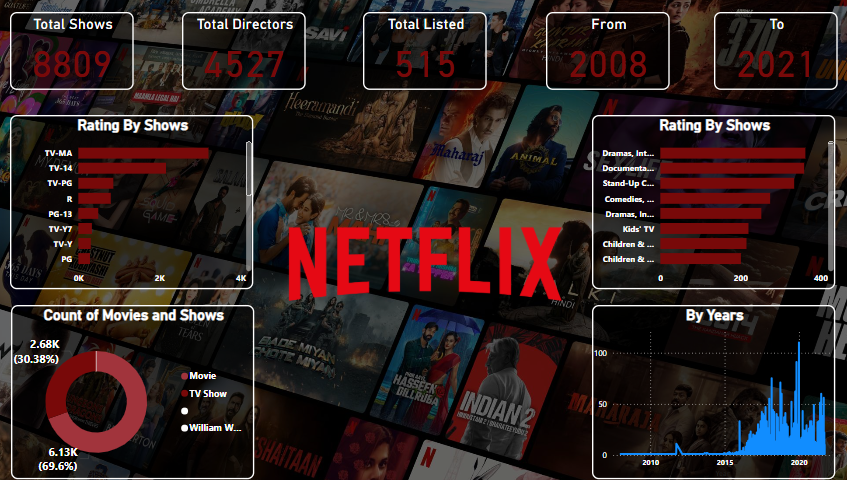 Total Shows
8809
Total Directors
4527
Total Listed
515
From
2008
To
2021
Rating By Shows
TV-MA
TV-14
TV-PG
R
PG-13
TV-Y7
TV-Y
PG
0K 2K 4K
Rating By Shows
Dramas, Int...
Documenta...
Stand-Up C...
Comedies, ...
Dramas, In...
Kids' TV
Children & ...
Children & ...
0 200 400
Heeramandi
Maharaj
ANIMAL
MR. & MRS.
NETFLIX
HINDI
BADE MIYAN
CHOTE MIYAN
INDIAN 2
SHAITAAN
Count of Movies and Shows
2.68K
(30.38%)
6.13K
(69.6%)
Movie
TV Show
William W...
By Years
100
50
0
2010 2015 2020